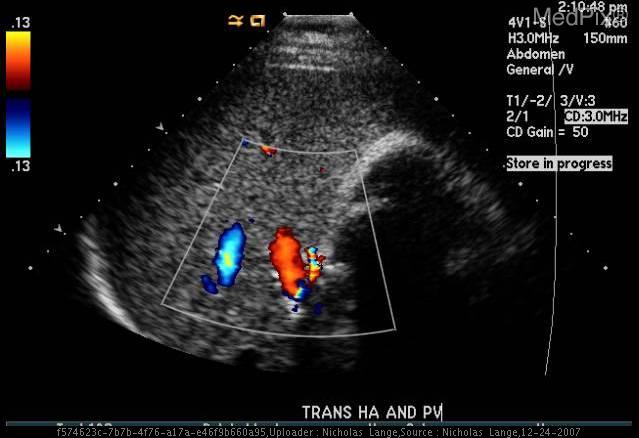 .13
.13
2:10:48 pm
MedPix
4V1-S
H3.0MHz 150mm
Abdomen
General /V
T1/-2/ 3/V:3
2/1 CD:3.0MHz
CD Gain = 50
Store in progress
TRANS HA AND PV
f574623c-7b7b-4f76-a17a-e46f9b660a95,Uploader : Nicholas Lange,Source : Nicholas Lange,12-24-2007